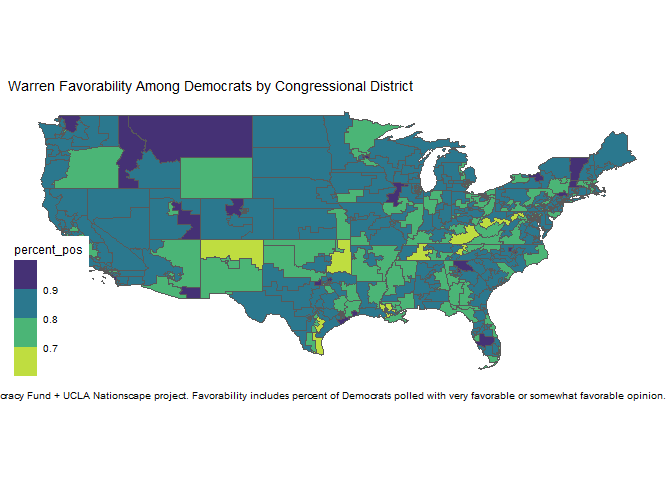 Warren Favorability Among Democrats by Congressional District
percent_pos
0.9
0.8
0.7
cracy Fund + UCLA Nationscape project. Favorability includes percent of Democrats polled with very favorable or somewhat favorable opinion.